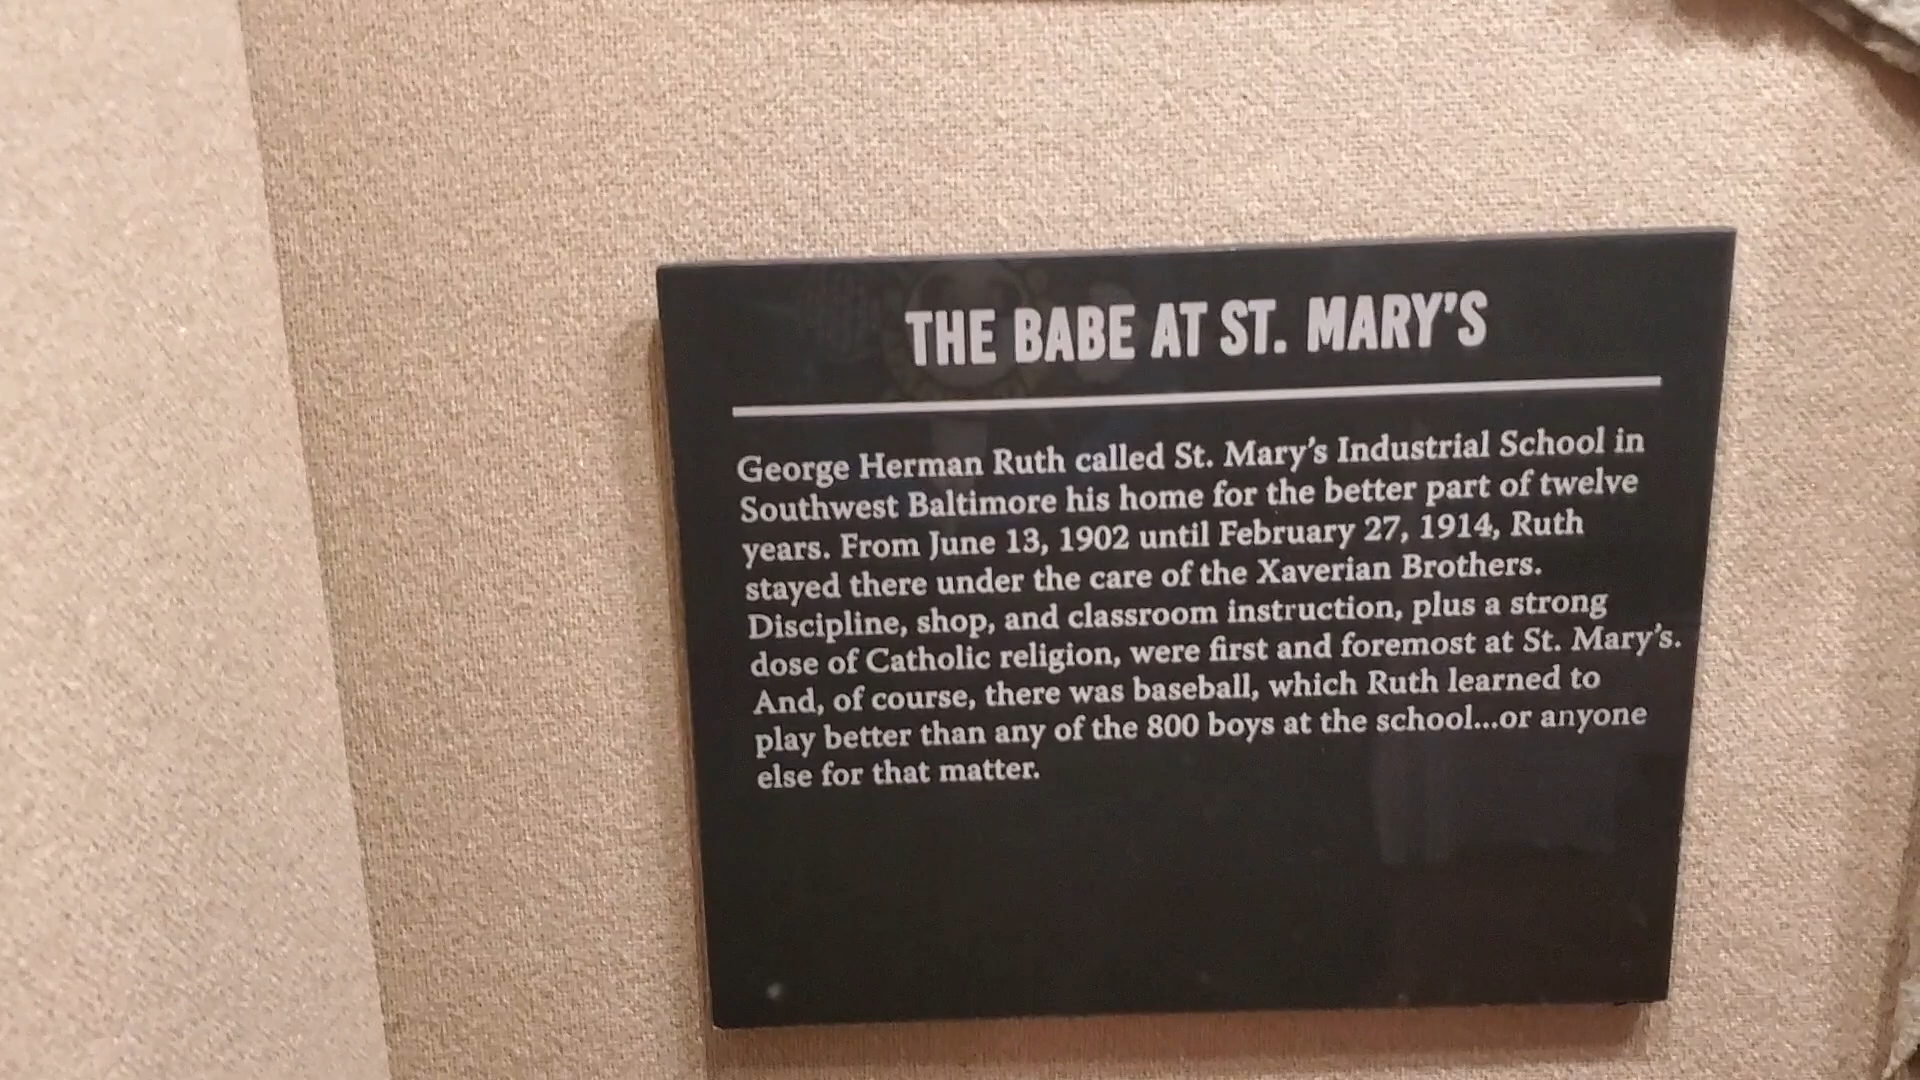 THE BABE AT ST. MARY'S
George Herman Ruth called St. Mary's Industrial School in
Southwest Baltimore his home for the better part of twelve
years. From June 13, 1902 until February 27, 1914, Ruth
stayed there under the care of the Xaverian Brothers.
Discipline, shop, and classroom instruction, plus a strong
dose of Catholic religion, were first and foremost at St. Mary's.
And, of course, there was baseball, which Ruth learned to
play better than any of the 800 boys at the school...or anyone
else for that matter.